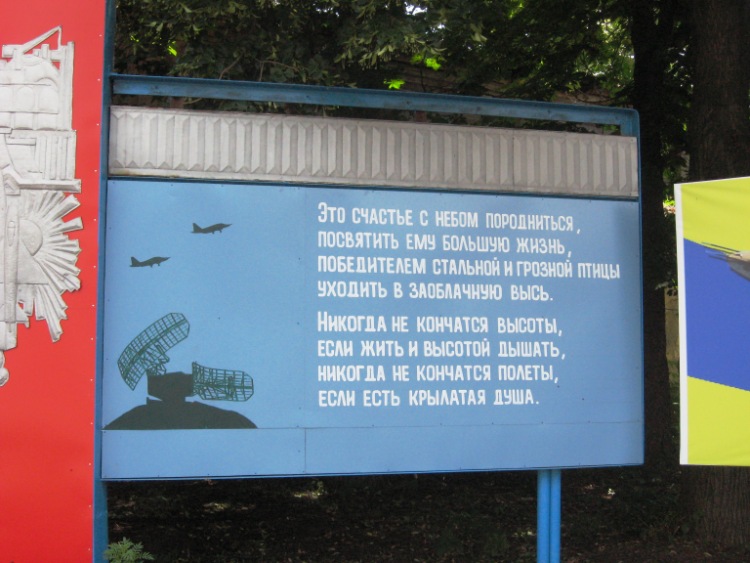 Это счастье с небом породниться,
посвятить ему большую жизнь,
победителем стальной и грозной птицы
уходить в заоблачную высь.
Никогда не кончатся высоты,
если жить и высотой дышать,
никогда не кончатся полеты,
если есть крылатая душа.